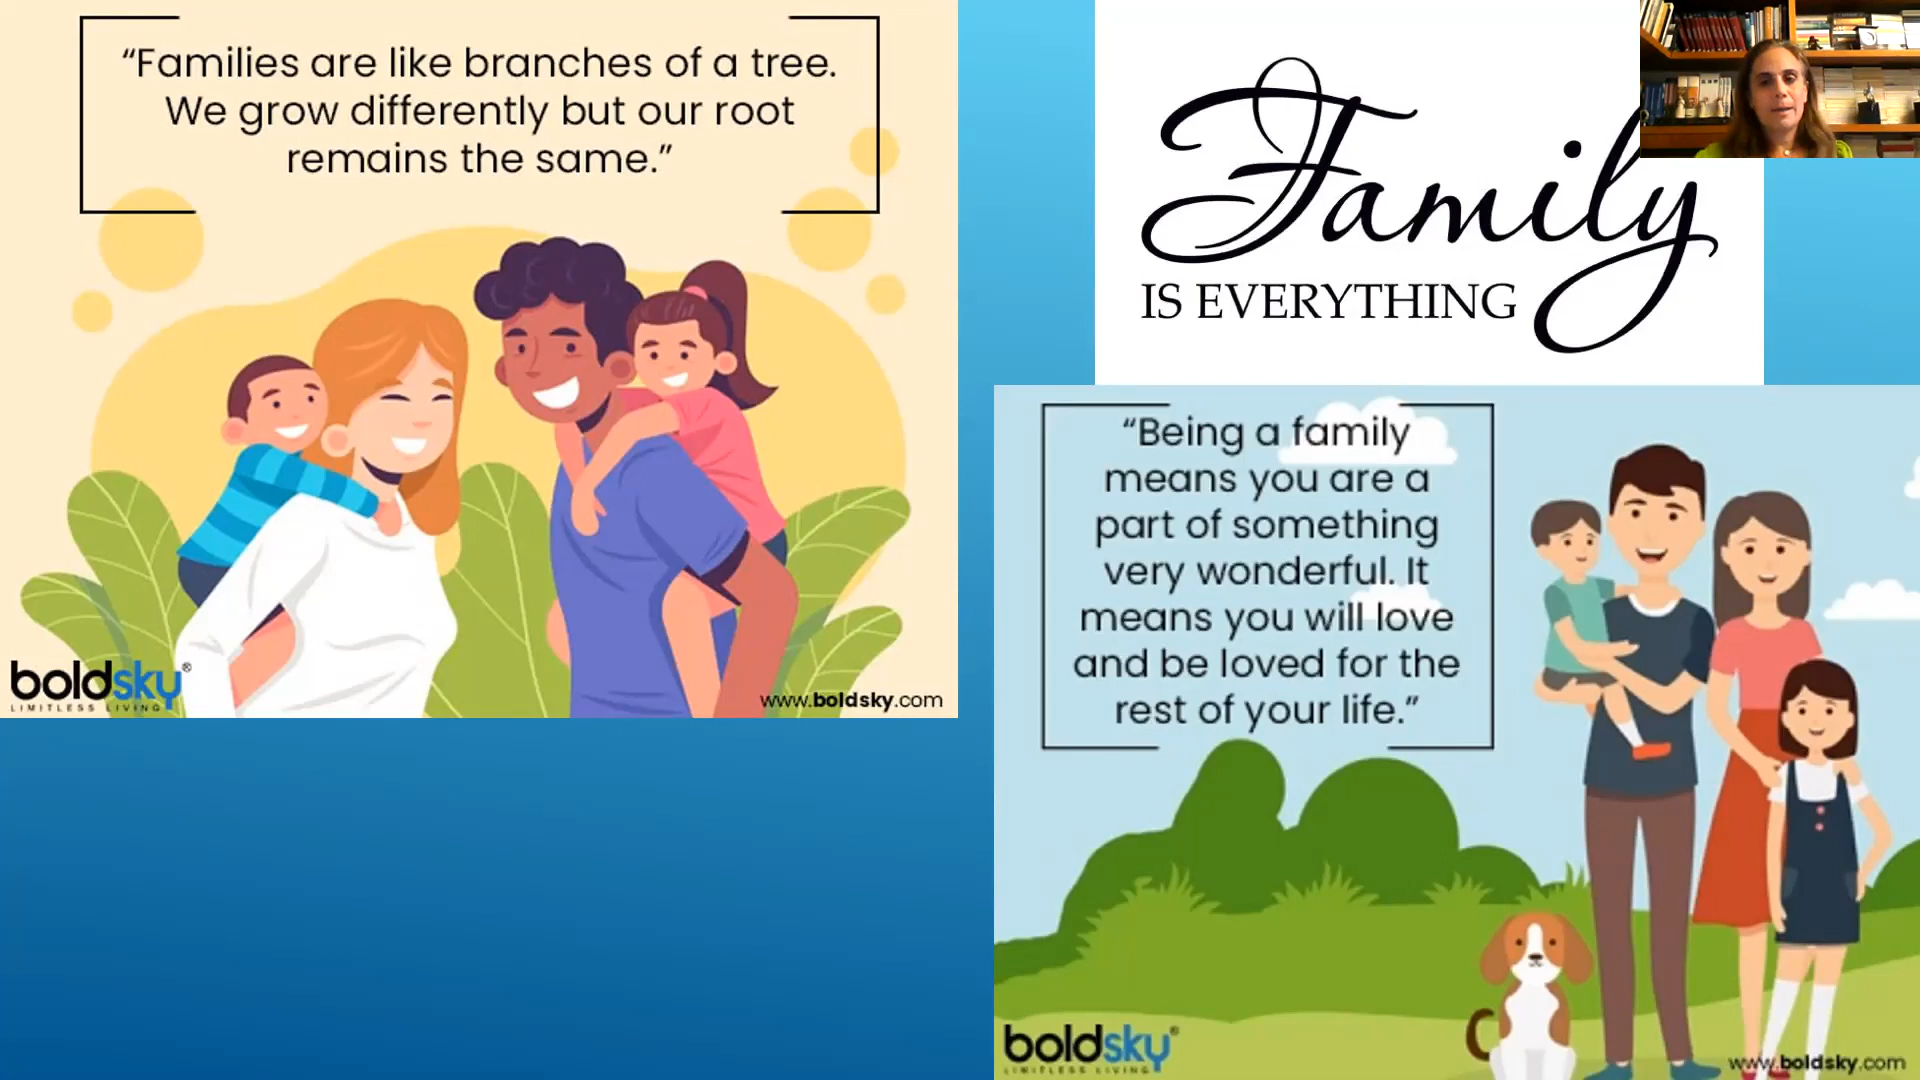 “Families are like branches of a tree.
We grow differently but our root
remains the same.”
boldsky®
LIMITLESS LIVING
www.boldsky.com
Family
IS EVERYTHING
“Being a family
means you are a
part of something
very wonderful. It
means you will love
and be loved for the
rest of your life.”
boldsky®
LIMITLESS LIVING
www.boldsky.com